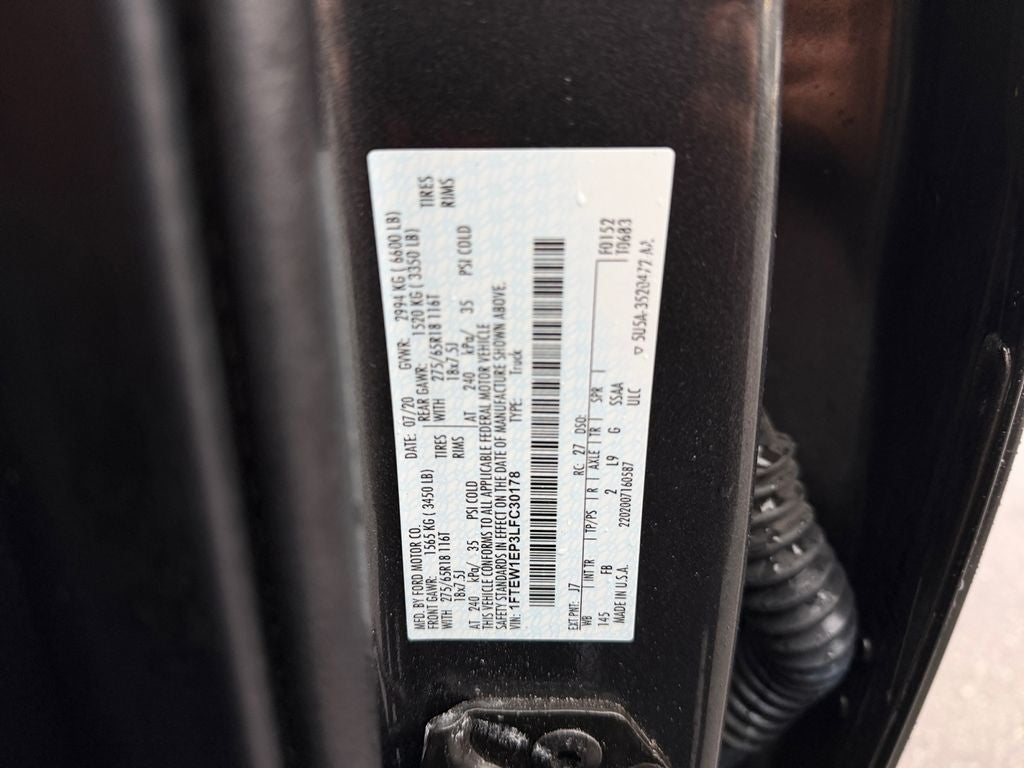 MFD. BY FORD MOTOR CO. DATE: 07/20 GVWR: 2994 KG ( 6600 LB)
FRONT GAWR: 1565 KG ( 3450 LB) REAR GAWR: 1520 KG ( 3350 LB)
WITH 275/65R18 116T TIRES WITH 275/65R18 116T TIRES
18x7.5J RIMS 18x7.5J RIMS
AT 240 kPa/ 35 PSI COLD AT 240 kPa/ 35 PSI COLD
THIS VEHICLE CONFORMS TO ALL APPLICABLE FEDERAL MOTOR VEHICLE
SAFETY STANDARDS IN EFFECT ON THE DATE OF MANUFACTURE SHOWN ABOVE.
VIN: 1FTEW1EP3LFC30178 TYPE: Truck
EXT PNT: J7 RC: 27 DSO: F0152
WB INT TR TP/PS R AXLE TR SPR T0683
145 FB 2 L9 G 5SAA
MADE IN U.S.A. 2202007160587 ULC
5U5A-3520472